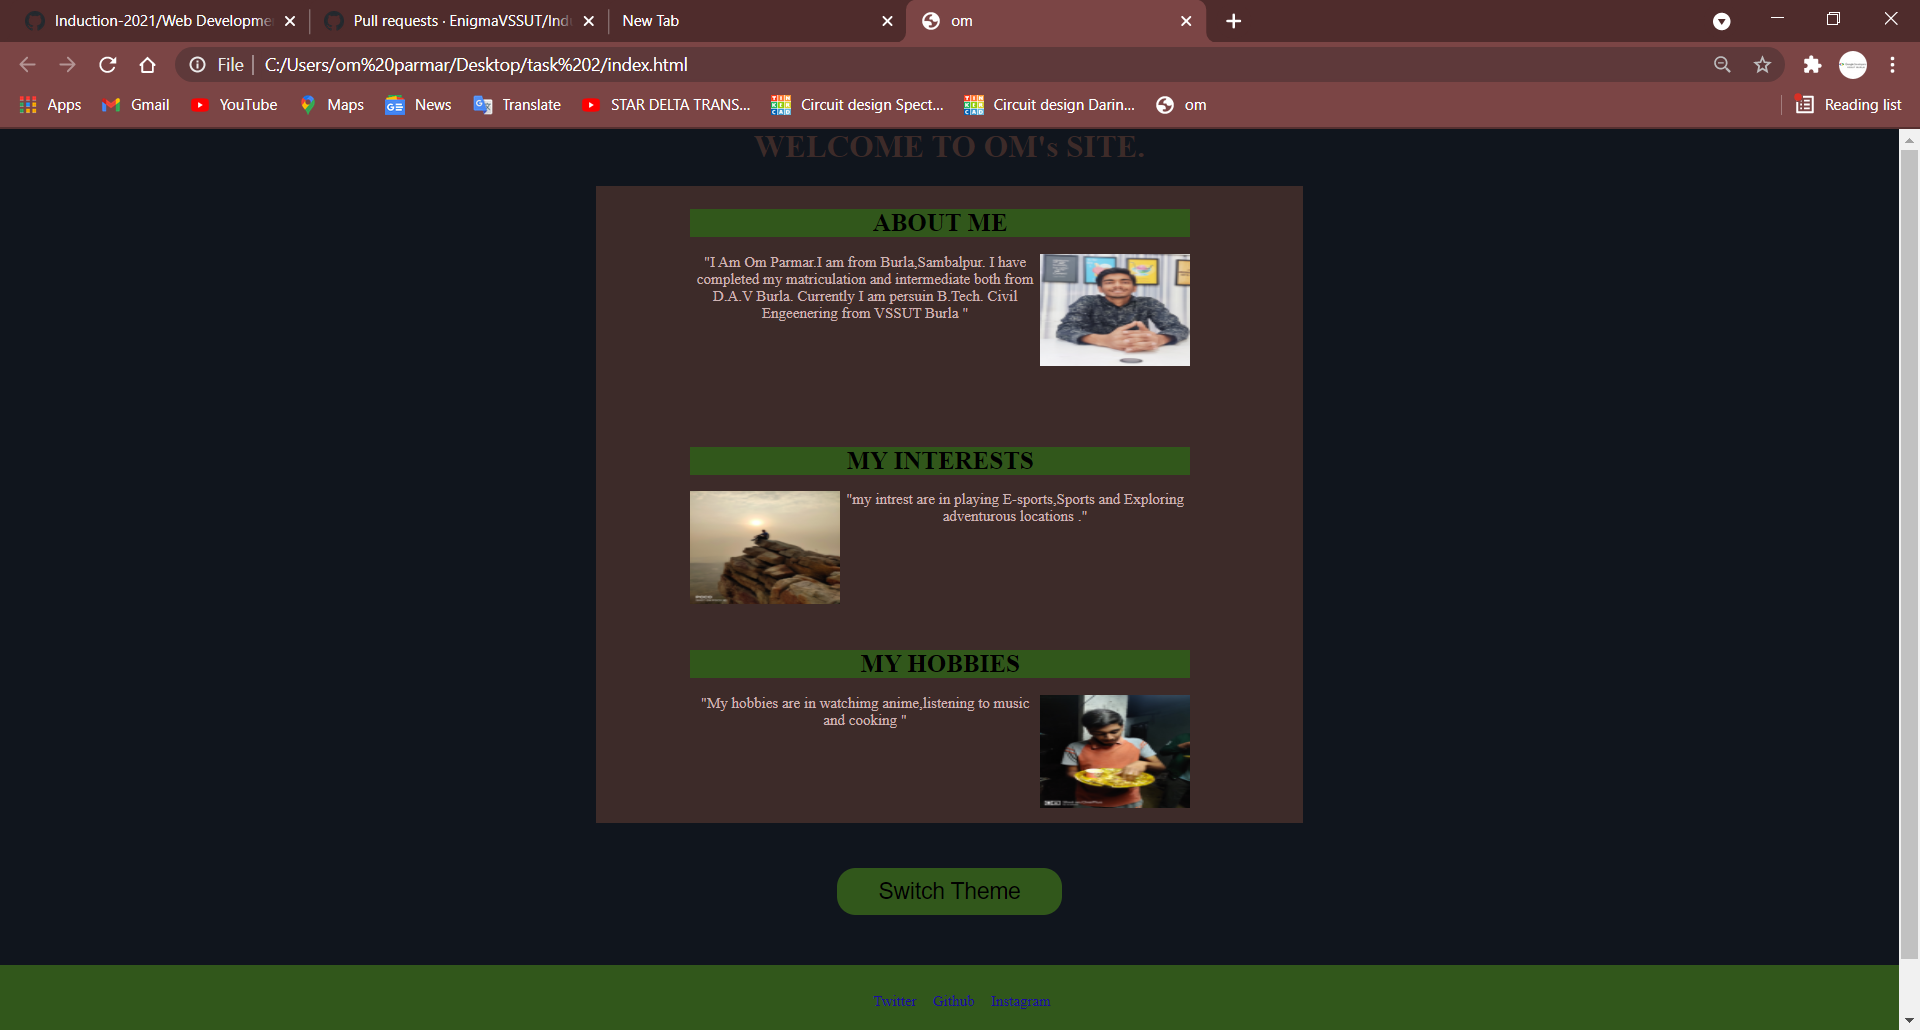 Induction-2021/Web Developme
Pull requests · EnigmaVSSUT/Indu
New Tab
om
File
C:/Users/om%20parmar/Desktop/task%202/index.html
Apps
Gmail
YouTube
Maps
News
Translate
STAR DELTA TRANS...
Circuit design Spect...
Circuit design Darin...
om
Reading list
WELCOME TO OM's SITE.
ABOUT ME
"I Am Om Parmar.I am from Burla,Sambalpur. I have
completed my matriculation and intermediate both from
D.A.V Burla. Currently I am persuin B.Tech. Civil
Engeenering from VSSUT Burla "
MY INTERESTS
"my intrest are in playing E-sports,Sports and Exploring
adventurous locations ."
MY HOBBIES
"My hobbies are in watchimg anime,listening to music
and cooking "
Switch Theme
Twitter Github Instagram